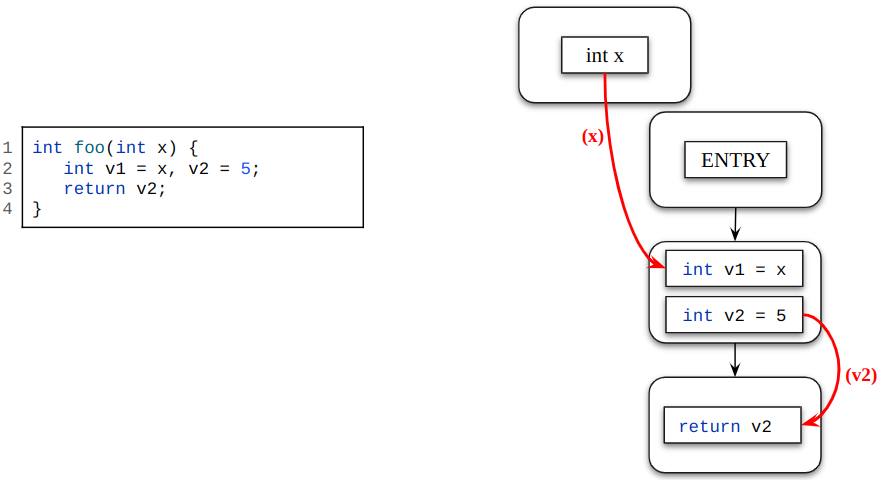 1 int foo(int x) {
2 int v1 = x, v2 = 5;
3 return v2;
4 }
int x
(x)
ENTRY
int v1 = x
int v2 = 5
(v2)
return v2